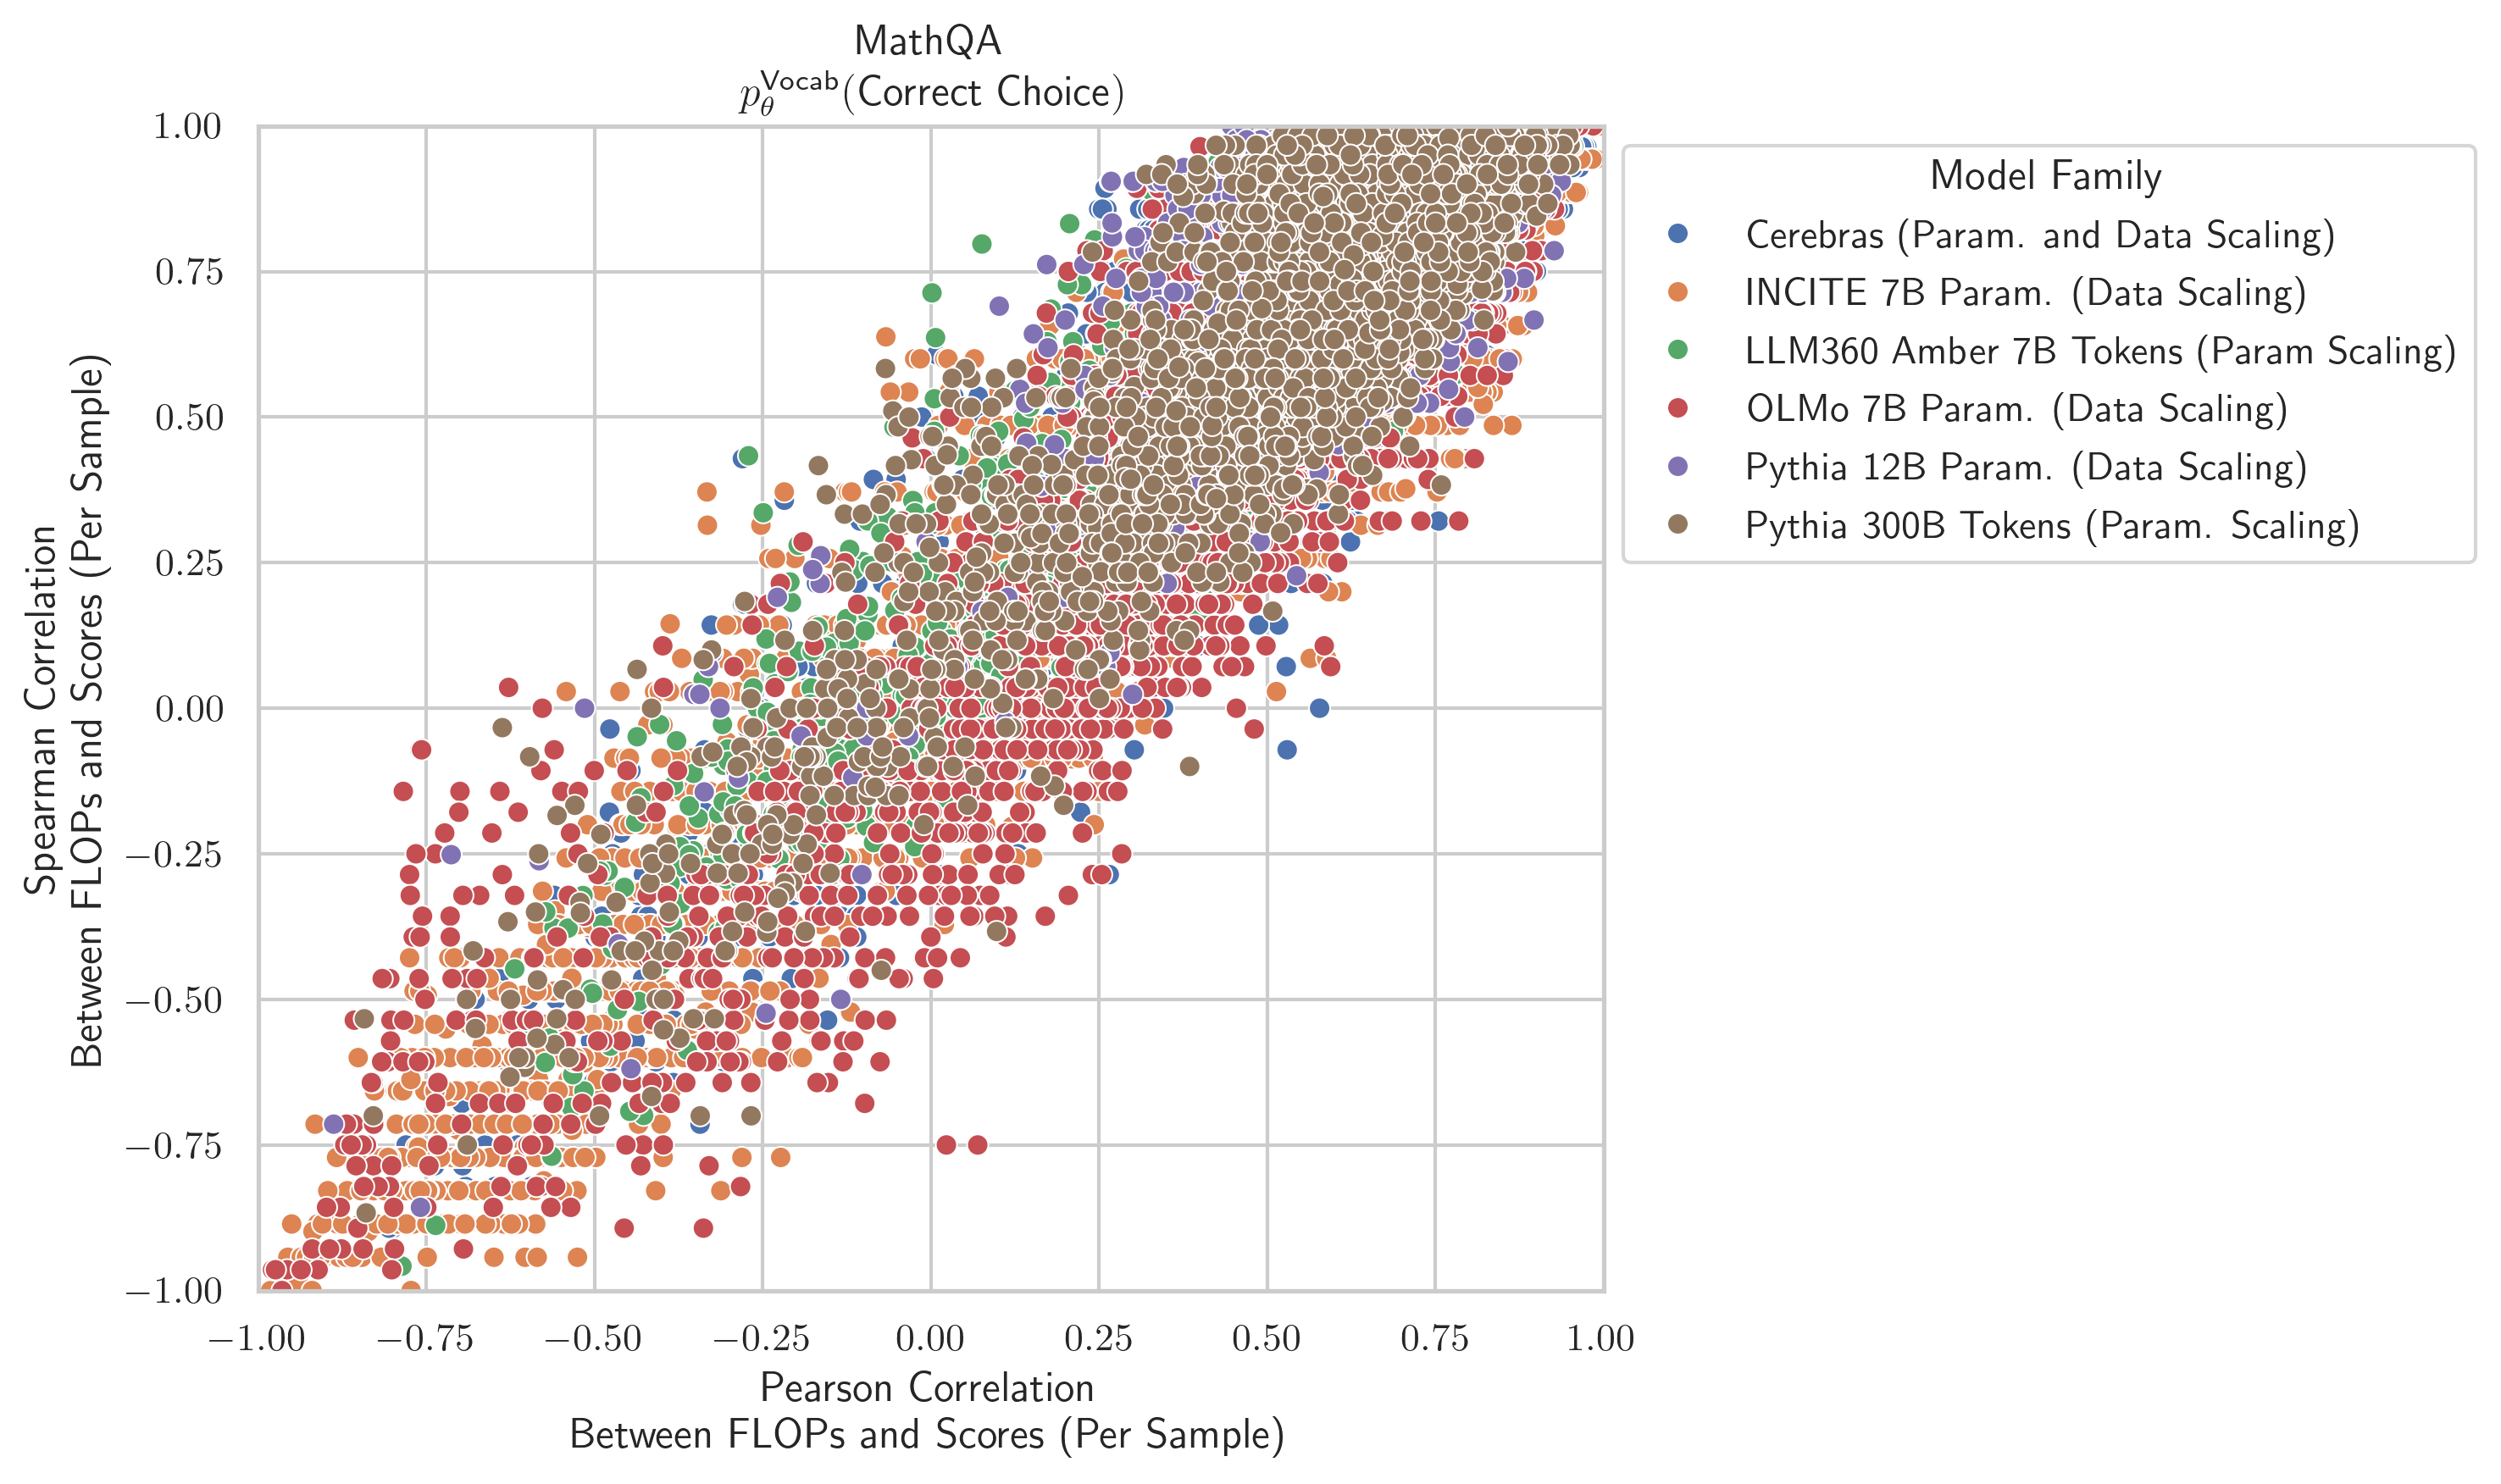 MathQA
$p_{\theta}^{\text{Vocab}}$(Correct Choice)
Spearman Correlation
Between FLOPs and Scores (Per Sample)
1.00
0.75
0.50
0.25
0.00
−0.25
−0.50
−0.75
−1.00
−1.00 −0.75 −0.50 −0.25 0.00 0.25 0.50 0.75 1.00
Pearson Correlation
Between FLOPs and Scores (Per Sample)
Model Family
Cerebras (Param. and Data Scaling)
INCITE 7B Param. (Data Scaling)
LLM360 Amber 7B Tokens (Param Scaling)
OLMo 7B Param. (Data Scaling)
Pythia 12B Param. (Data Scaling)
Pythia 300B Tokens (Param. Scaling)